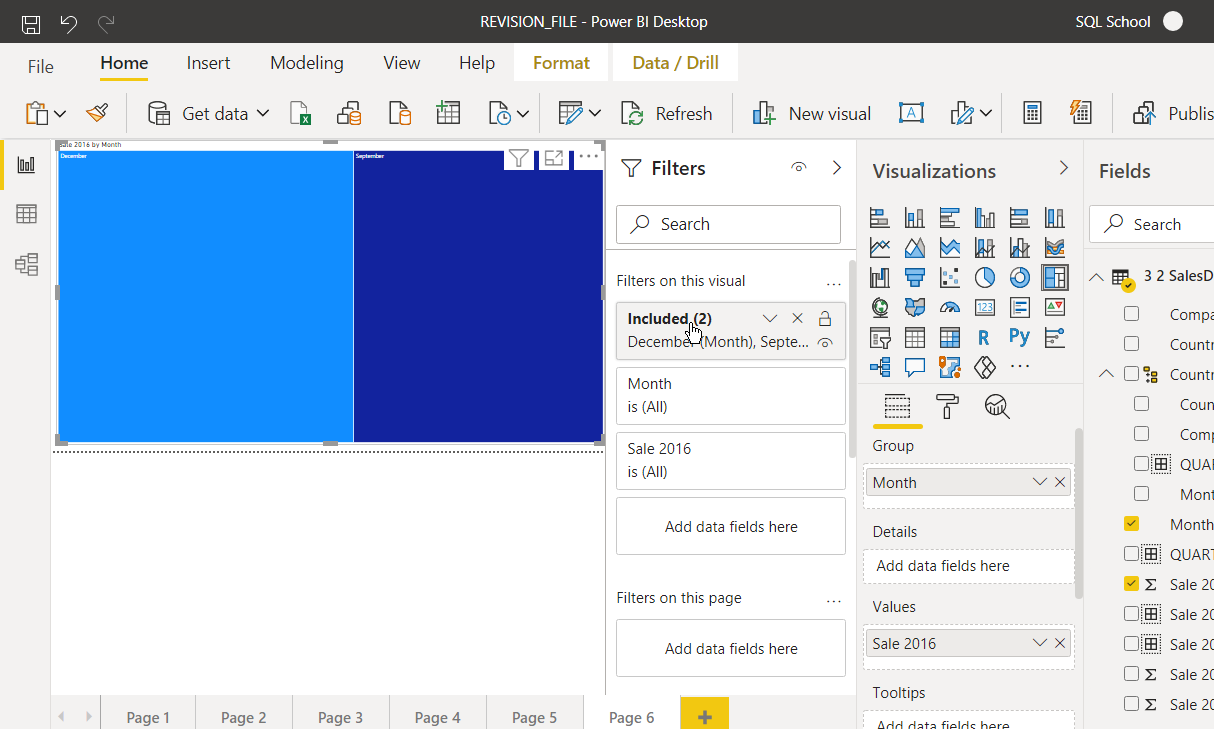 REVISION_FILE - Power BI Desktop
SQL School
File
Home
Insert
Modeling
View
Help
Format
Data / Drill
Get data
Refresh
New visual
Publis
Sale 2016 by Month
December
September
Filters
Search
Filters on this visual
...
Included (2)
December (Month), Septe...
Month
is (All)
Sale 2016
is (All)
Add data fields here
Filters on this page
...
Add data fields here
Visualizations
123
R
Py
...
Group
Month
Details
Add data fields here
Values
Sale 2016
Tooltips
Add data fields here
Fields
Search
3 2 SalesD
Compa
Countr
Countr
Coun
Comp
QUAR
Mont
Month
QUART
Σ Sale 20
Sale 20
Sale 20
Σ Sale 20
Σ Sale 20
Page 1
Page 2
Page 3
Page 4
Page 5
Page 6
+